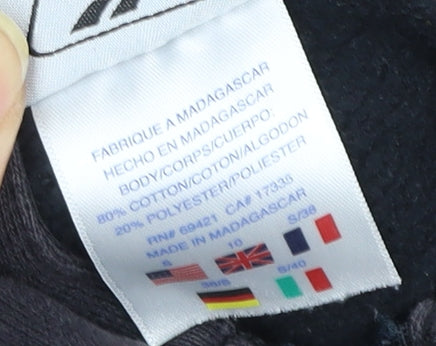 FABRIQUE A MADAGASCAR
HECHO EN MADAGASCAR
BODY/CORPS/CUERPO:
80% COTTON/COTON/ALGODON
20% POLYESTER/POLIESTER
RN# 69421 CA# 17335
MADE IN MADAGASCAR
S 10 S/38
36/S S/40